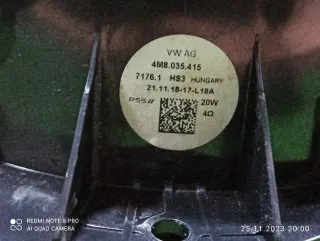 VW AG
4M8.035.415
7176.1 HS3 HUNGARY
21.11.18-17-L18A
PSS// 20W
4Ω
REDMI NOTE 8 PRO
AI QUAD CAMERA
25.11.2023 20:00